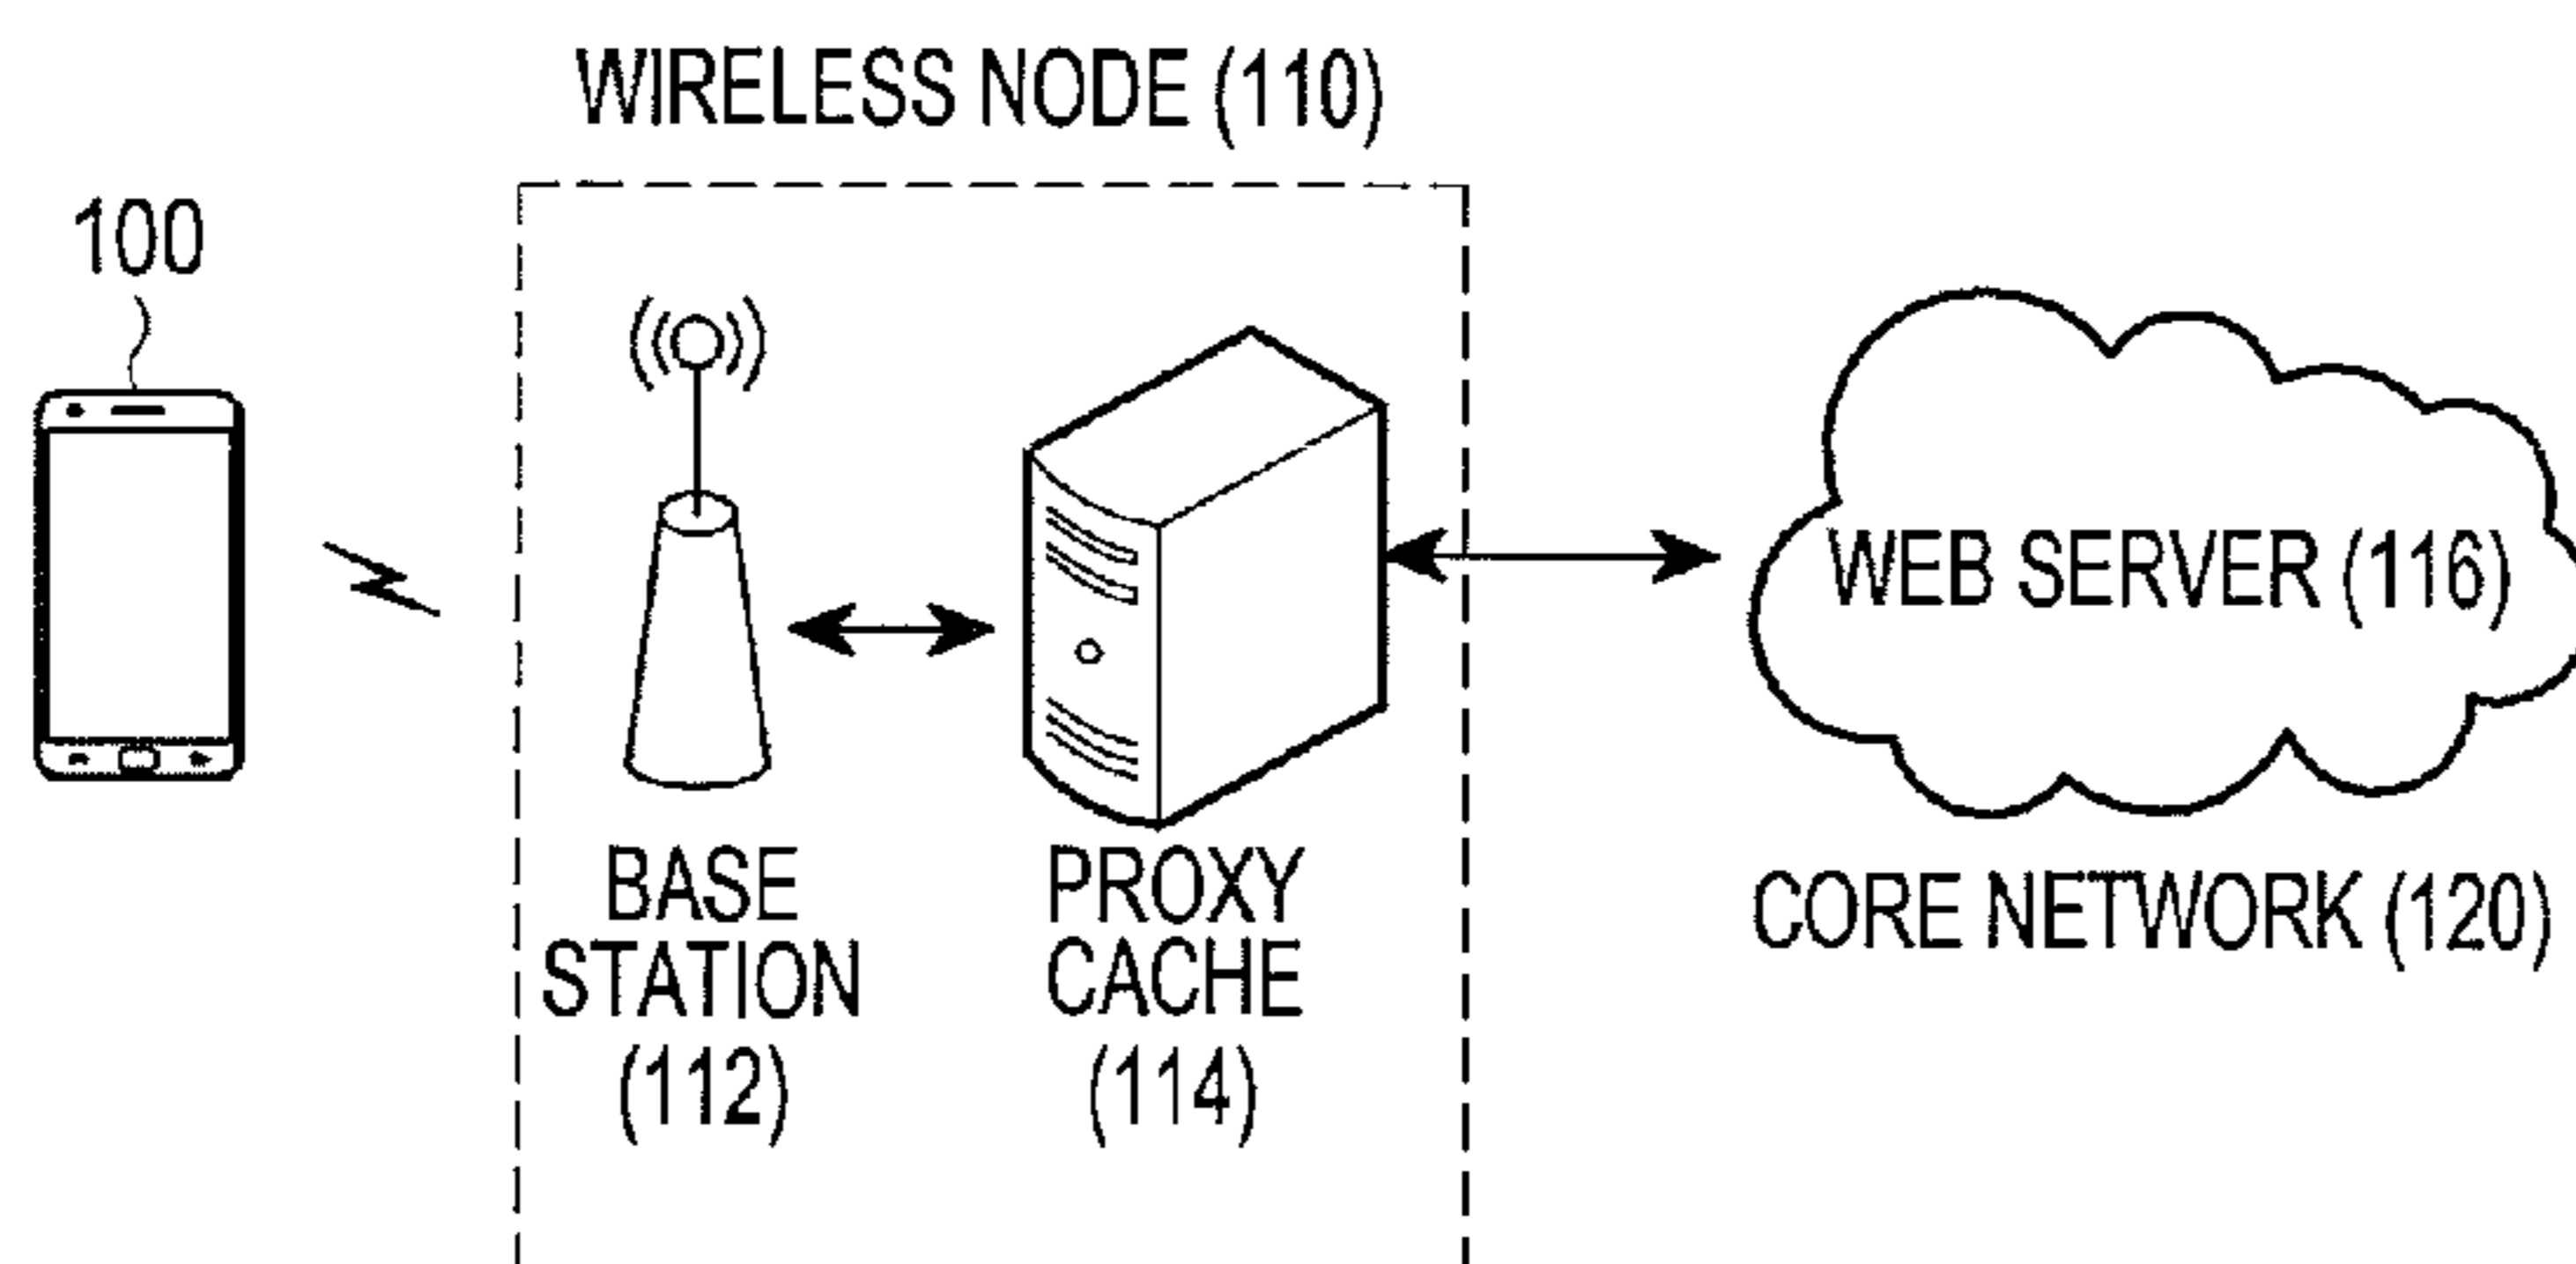 WIRELESS NODE (110)
100
WEB SERVER (116)
BASE
STATION
(112)
PROXY
CACHE
(114)
CORE NETWORK (120)